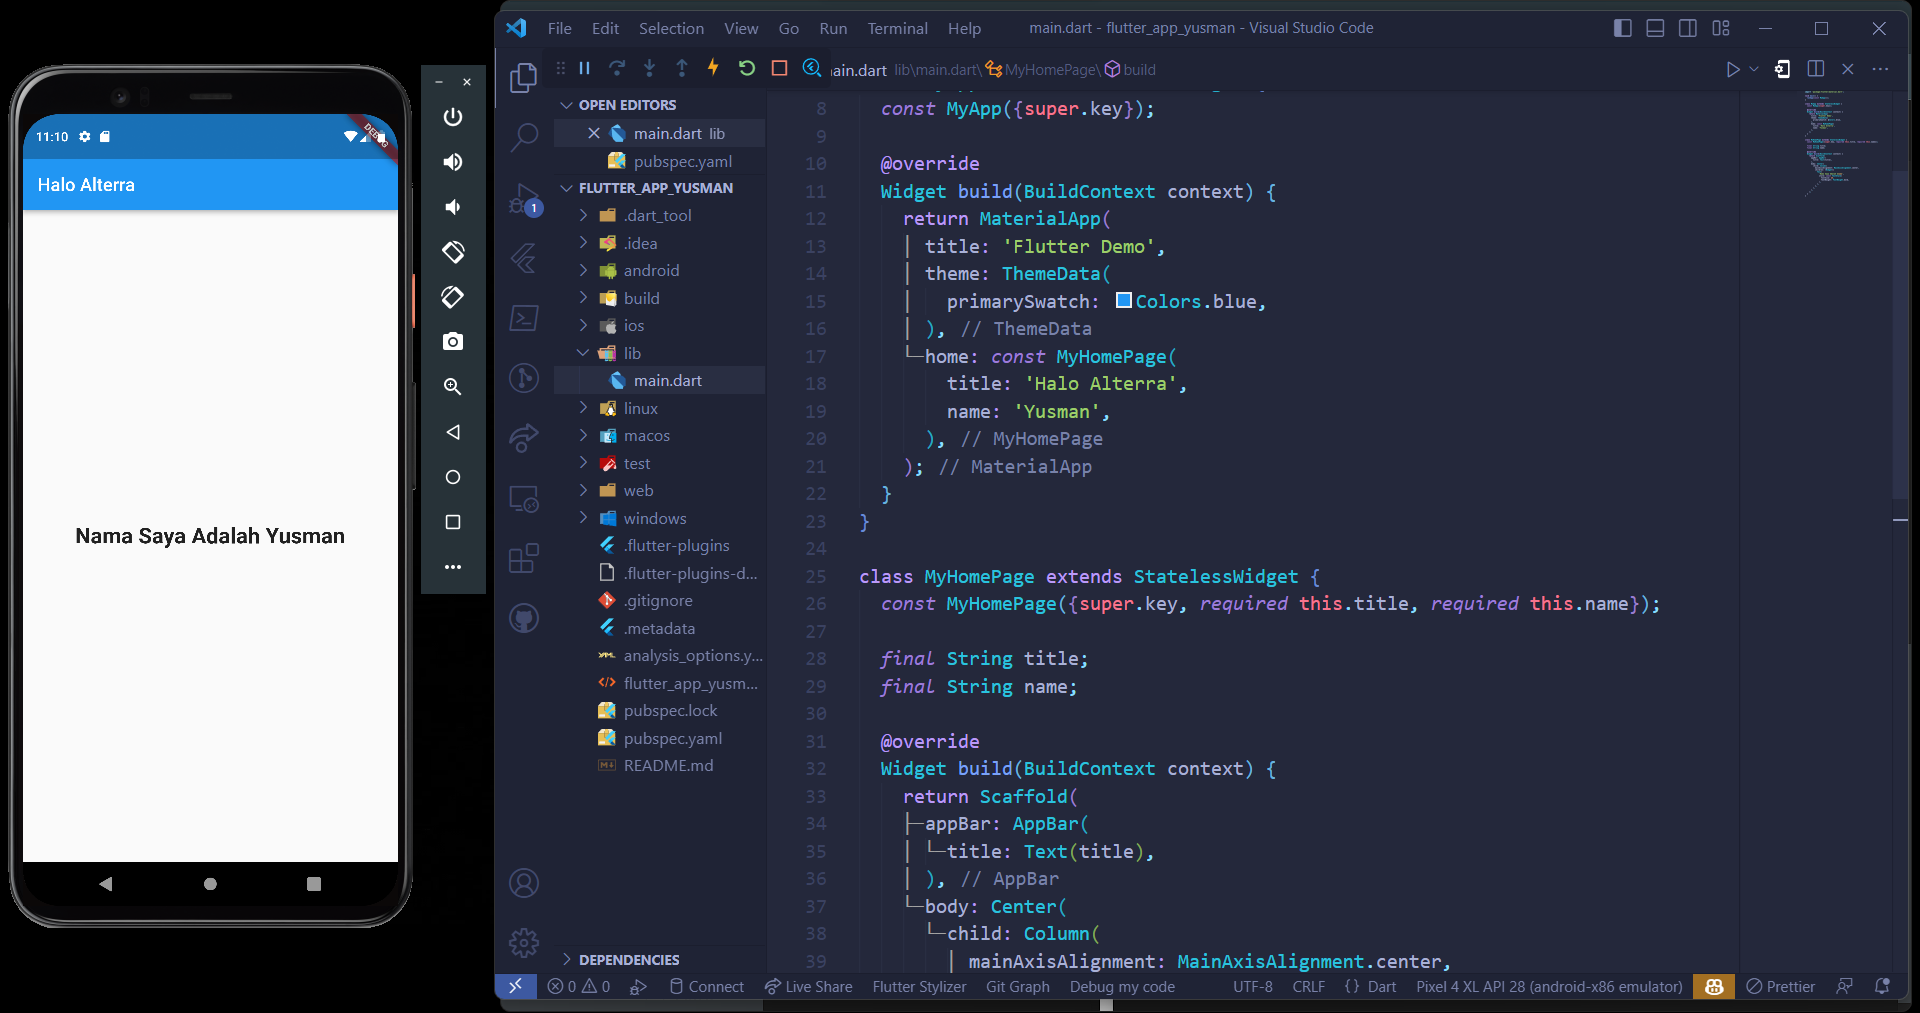 11:10
DEBUG
Halo Alterra
Nama Saya Adalah Yusman
File Edit Selection View Go Run Terminal Help
main.dart - flutter_app_yusman - Visual Studio Code
main.dart lib\main.dart\ MyHomePage\ build
OPEN EDITORS
main.dart lib
pubspec.yaml
FLUTTER_APP_YUSMAN
.dart_tool
.idea
android
build
ios
lib
main.dart
linux
macos
test
web
windows
.flutter-plugins
.flutter-plugins-d...
.gitignore
.metadata
analysis_options.y...
flutter_app_yusm...
pubspec.lock
pubspec.yaml
README.md
DEPENDENCIES
1
8 const MyApp({super.key});
9
10 @override
11 Widget build(BuildContext context) {
12 return MaterialApp(
13 title: 'Flutter Demo',
14 theme: ThemeData(
15 primarySwatch: Colors.blue,
16 ), // ThemeData
17 home: const MyHomePage(
18 title: 'Halo Alterra',
19 name: 'Yusman',
20 ), // MyHomePage
21 ); // MaterialApp
22 }
23 }
24
25 class MyHomePage extends StatelessWidget {
26 const MyHomePage({super.key, required this.title, required this.name});
27
28 final String title;
29 final String name;
30
31 @override
32 Widget build(BuildContext context) {
33 return Scaffold(
34 appBar: AppBar(
35 title: Text(title),
36 ), // AppBar
37 body: Center(
38 child: Column(
39 mainAxisAlignment: MainAxisAlignment.center,
0 0 Connect Live Share Flutter Stylizer Git Graph Debug my code UTF-8 CRLF {} Dart Pixel 4 XL API 28 (android-x86 emulator) Prettier